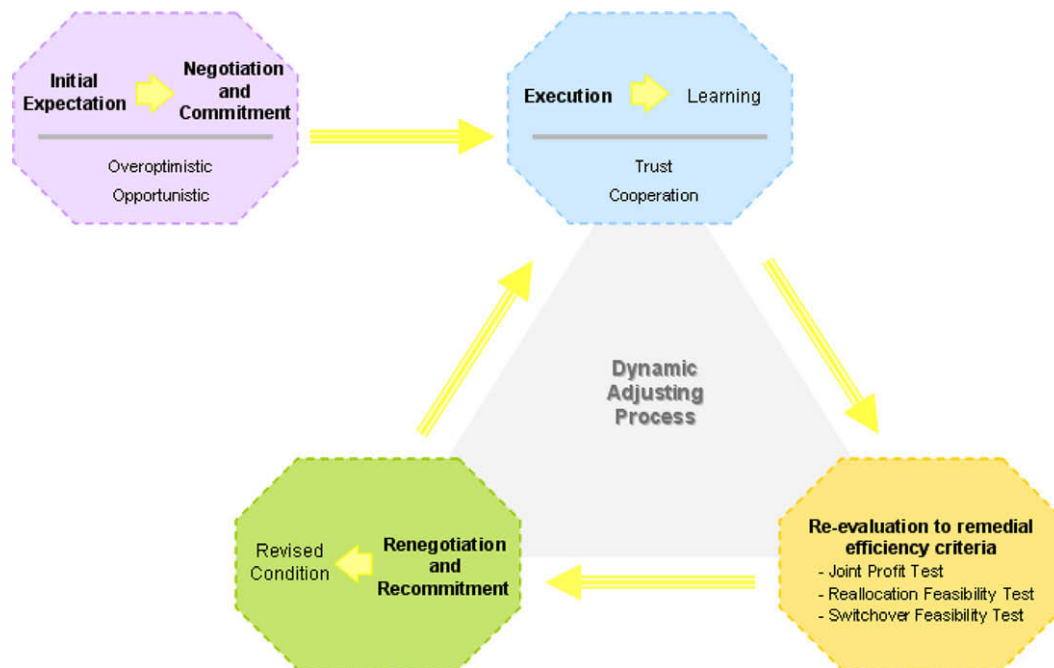 Initial
Expectation
Negotiation
and
Commitment
Overoptimistic
Opportunistic
Execution
Learning
Trust
Cooperation
Dynamic
Adjusting
Process
Revised
Condition
Renegotiation
and
Recommitment
Re-evaluation to remedial
efficiency criteria
- Joint Profit Test
- Reallocation Feasibility Test
- Switchover Feasibility Test